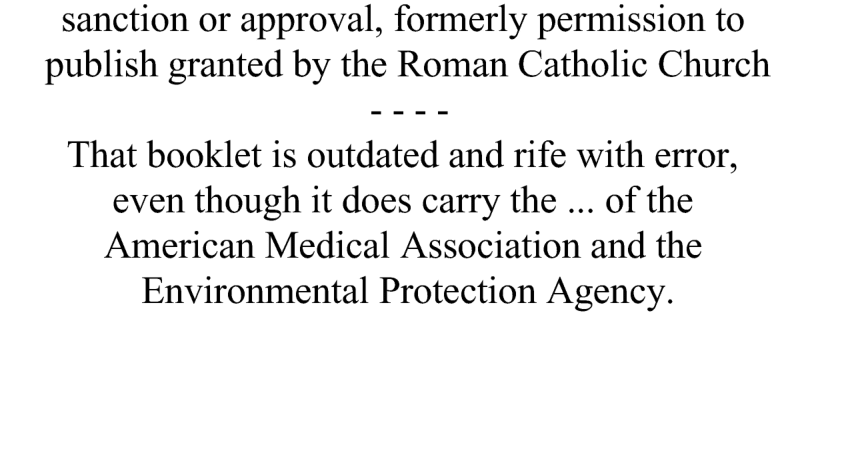 sanction or approval, formerly permission to
publish granted by the Roman Catholic Church
- - - -
That booklet is outdated and rife with error,
even though it does carry the ... of the
American Medical Association and the
Environmental Protection Agency.